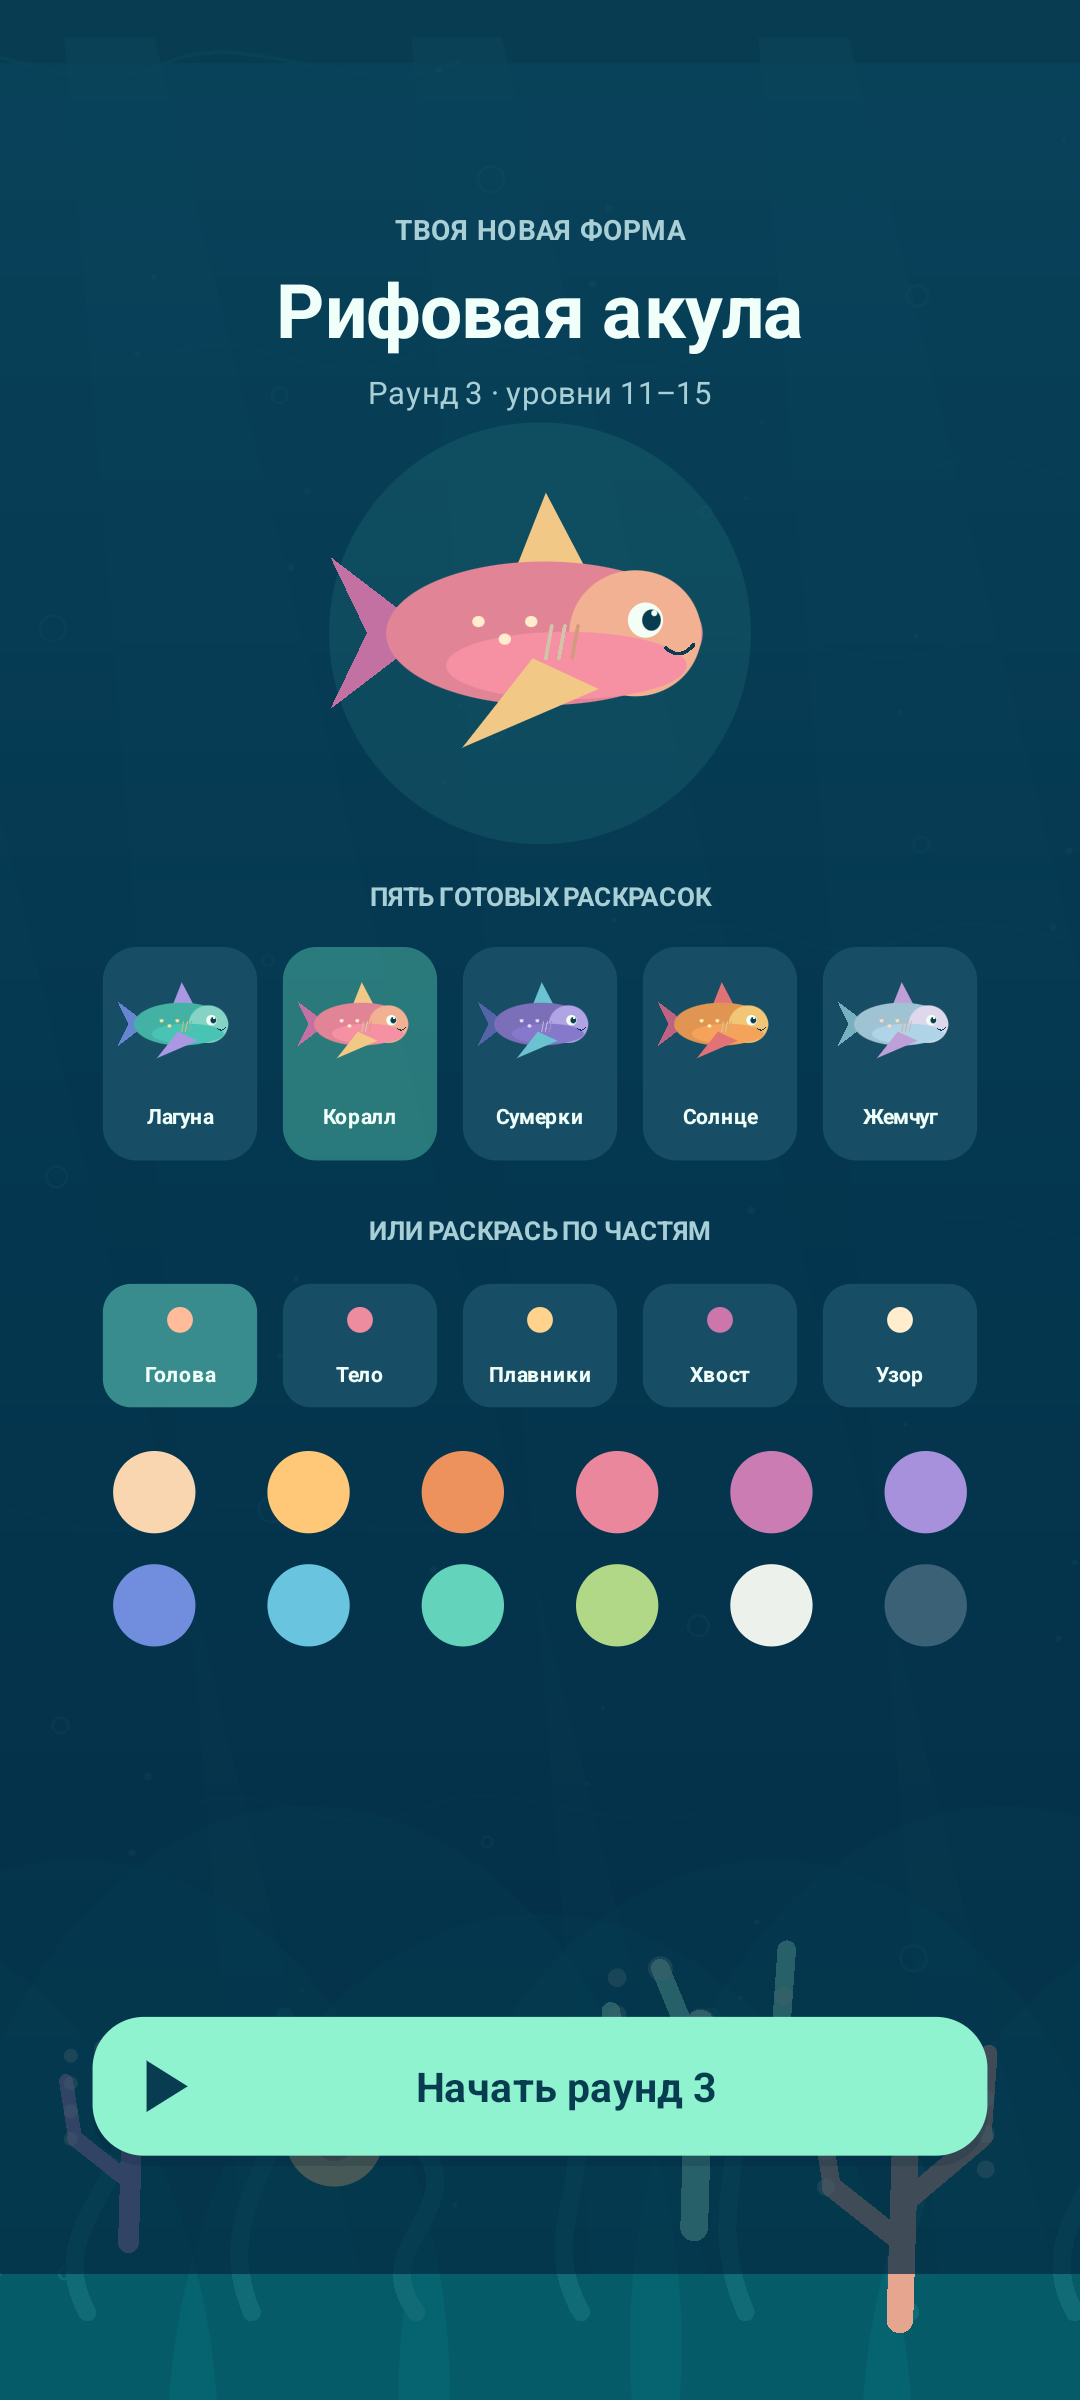 ТВОЯ НОВАЯ ФОРМА
Рифовая акула
Раунд 3 · уровни 11–15
ПЯТЬ ГОТОВЫХ РАСКРАСОК
Лагуна
Коралл
Сумерки
Солнце
Жемчуг
ИЛИ РАСКРАСЬ ПО ЧАСТЯМ
Голова
Тело
Плавники
Хвост
Узор
Начать раунд 3